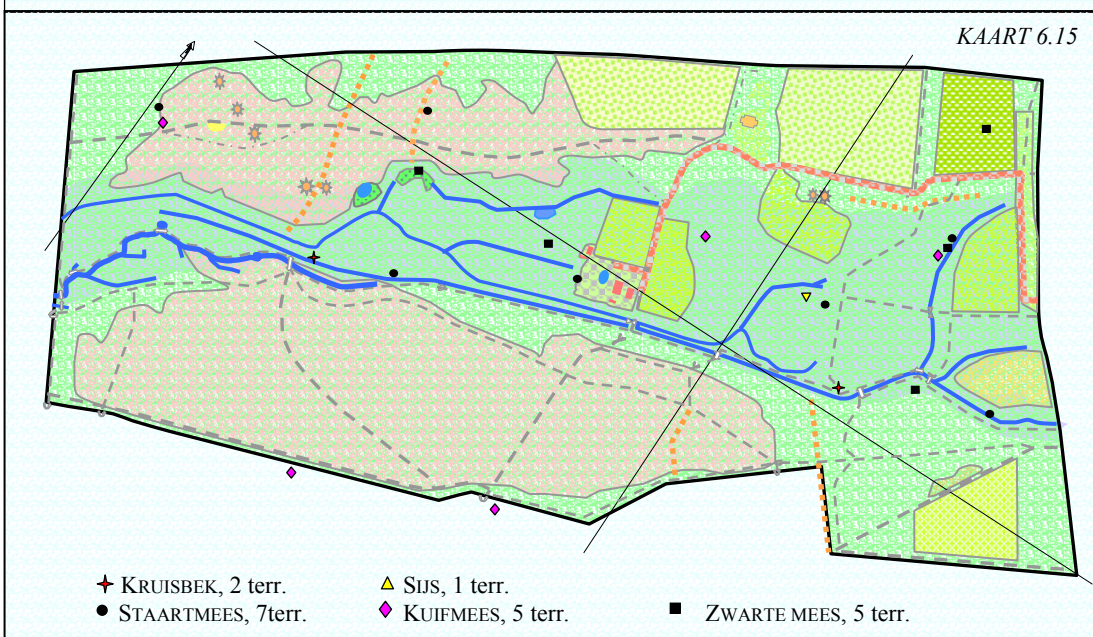 KAART 6.15
KRUISBEK, 2 terr. SIJS, 1 terr.
STAARTMEES, 7terr. KUIFMEES, 5 terr. ZWARTE MEES, 5 terr.